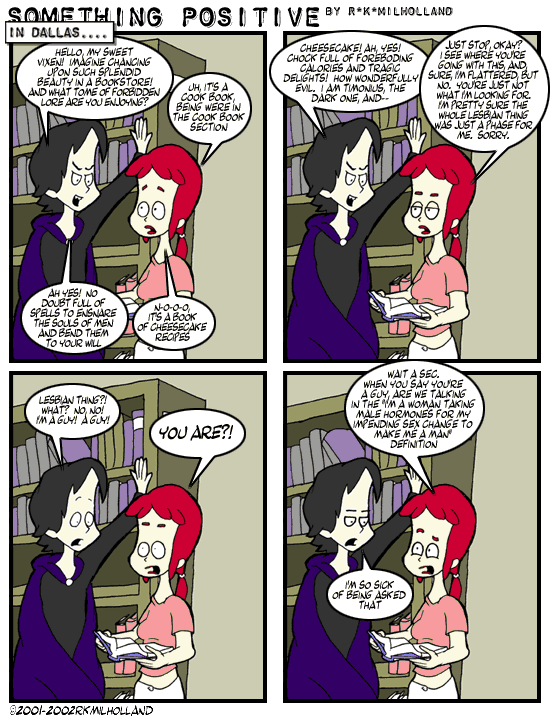 SOMETHING POSITIVE BY R*K*MILHOLLAND
IN DALLAS....
HELLO, MY SWEET
VIXEN! IMAGINE CHANCING
UPON SUCH SPLENDID
BEAUTY IN A BOOKSTORE!
AND WHAT TOME OF FORBIDDEN
LORE ARE YOU ENJOYING?
UH, IT'S A
COOK BOOK,
BEING WERE IN
THE COOK BOOK
SECTION
AH YES! NO
DOUBT FULL OF
SPELLS TO ENSNARE
THE SOULS OF MEN
AND BEND THEM
TO YOUR WILL
N-O-O-O,
IT'S A BOOK
OF CHEESECAKE
RECIPES
CHEESECAKE! AH, YES!
CHOCK FULL OF FOREBODING
CALORIES AND TRAGIC
DELIGHTS! HOW WONDERFULLY
EVIL. I AM TIMONIUS, THE
DARK ONE, AND--
JUST STOP, OKAY?
I SEE WHERE YOU'RE
GOING WITH THIS, AND,
SURE, I'M FLATTERED, BUT
NO. YOU'RE JUST NOT
WHAT I'M LOOKING FOR.
I'M PRETTY SURE THE
WHOLE LESBIAN THING
WAS JUST A PHASE FOR
ME. SORRY.
LESBIAN THING?!
WHAT? NO, NO!
I'M A GUY! A GUY!
YOU ARE?!
WAIT A SEC.
WHEN YOU SAY YOU'RE
A GUY, ARE WE TALKING
IN THE "I'M A WOMAN TAKING
MALE HORMONES FOR MY
IMPENDING SEX CHANGE TO
MAKE ME A MAN"
DEFINITION
I'M SO SICK
OF BEING ASKED
THAT
©2001-2002RKMILHOLLAND